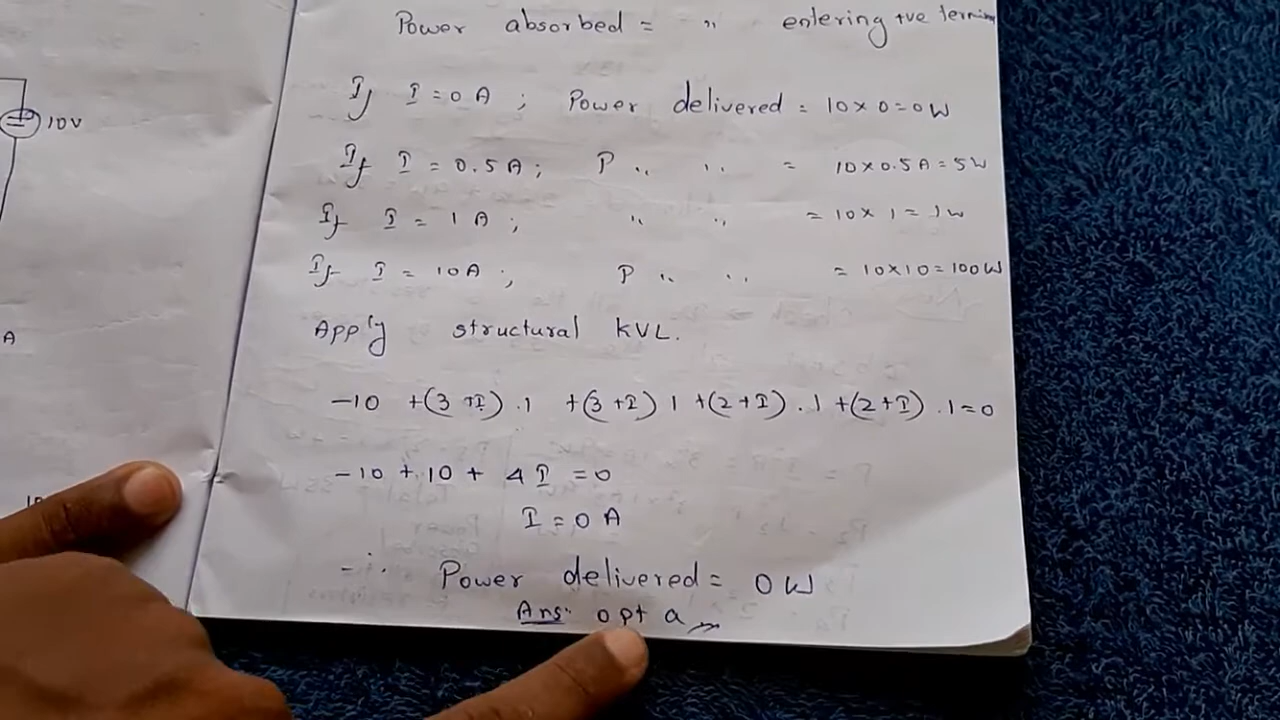 Power absorbed = " entering +ve termin
If I = 0 A ; Power delivered = 10 x 0 = 0 W
If I = 0.5 A ; P " " = 10 x 0.5 A = 5 W
If I = 1 A ; " " = 10 x 1 = 1 W
If I = 10 A ; P " " = 10 x 10 = 100 W
Apply structural KVL.
-10 +(3+I) .1 +(3+I) 1 +(2+I) .1 +(2+I) .1 = 0
-10 + 10 + 4 I = 0
I = 0 A
∴ Power delivered = 0 W
Ans: opt a
10V
A